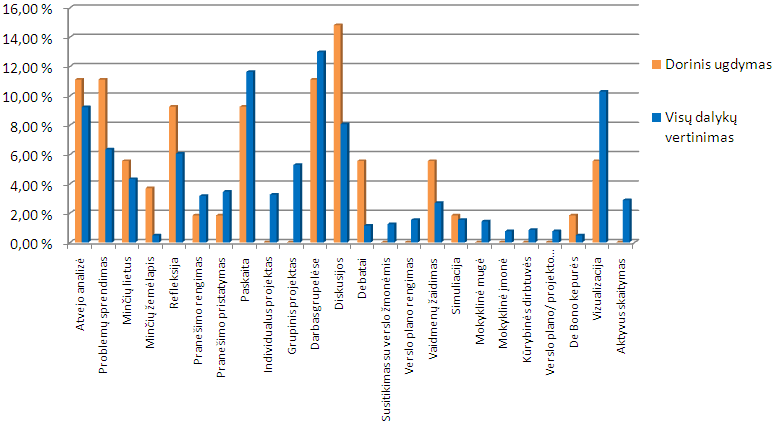 16,00 %
14,00 %
12,00 %
10,00 %
8,00 %
6,00 %
4,00 %
2,00 %
0,00 %
Atvejo analizė
Problemų sprendimas
Minčių lietus
Minčių žemėlapis
Refleksija
Pranešimo rengimas
Pranešimo pristatymas
Paskaita
Individualus projektas
Grupinis projektas
Darbas grupelėse
Diskusijos
Debatai
Susitikimas su verslo žmonėmis
Verslo plano rengimas
Vaidmenų žaidimas
Simuliacija
Mokyklinė mugė
Mokyklinė įmonė
Kūrybinės dirbtuvės
Verslo plano/ projekto...
De Bono kepurės
Vizualizacija
Aktyvus skaitymas
Dorinis ugdymas
Visų dalykų
vertinimas